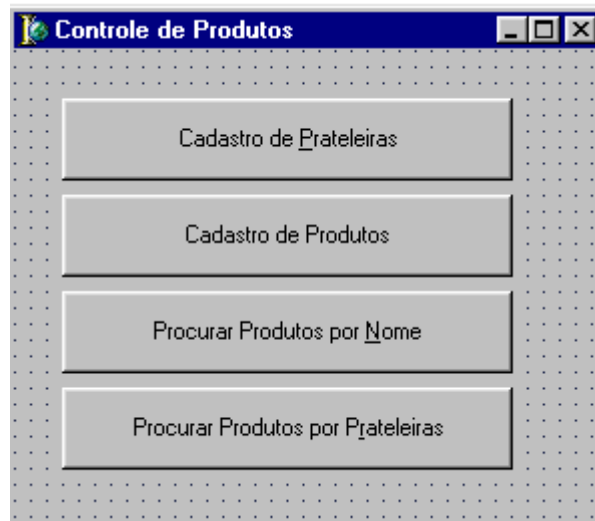 Controle de Produtos
Cadastro de Prateleiras
Cadastro de Produtos
Procurar Produtos por Nome
Procurar Produtos por Prateleiras